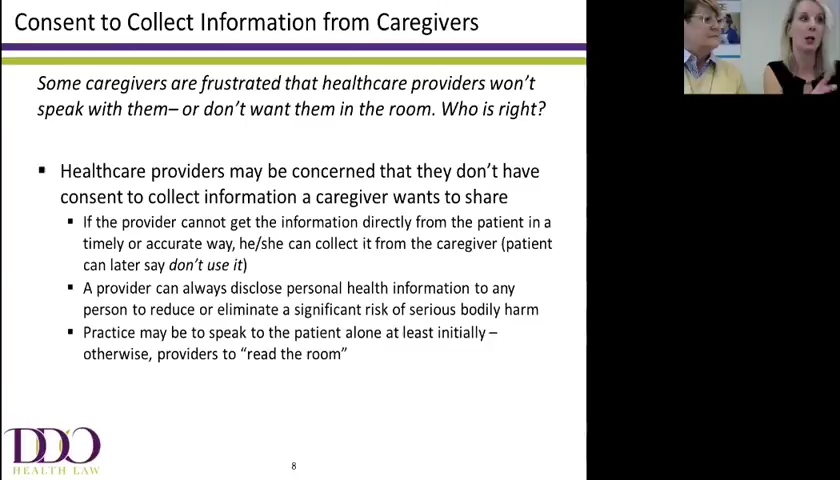 Consent to Collect Information from Caregivers
Some caregivers are frustrated that healthcare providers won't
speak with them– or don't want them in the room. Who is right?
▪ Healthcare providers may be concerned that they don't have
consent to collect information a caregiver wants to share
▪ If the provider cannot get the information directly from the patient in a
timely or accurate way, he/she can collect it from the caregiver (patient
can later say don't use it)
▪ A provider can always disclose personal health information to any
person to reduce or eliminate a significant risk of serious bodily harm
▪ Practice may be to speak to the patient alone at least initially –
otherwise, providers to “read the room”
DDO
HEALTH LAW
8